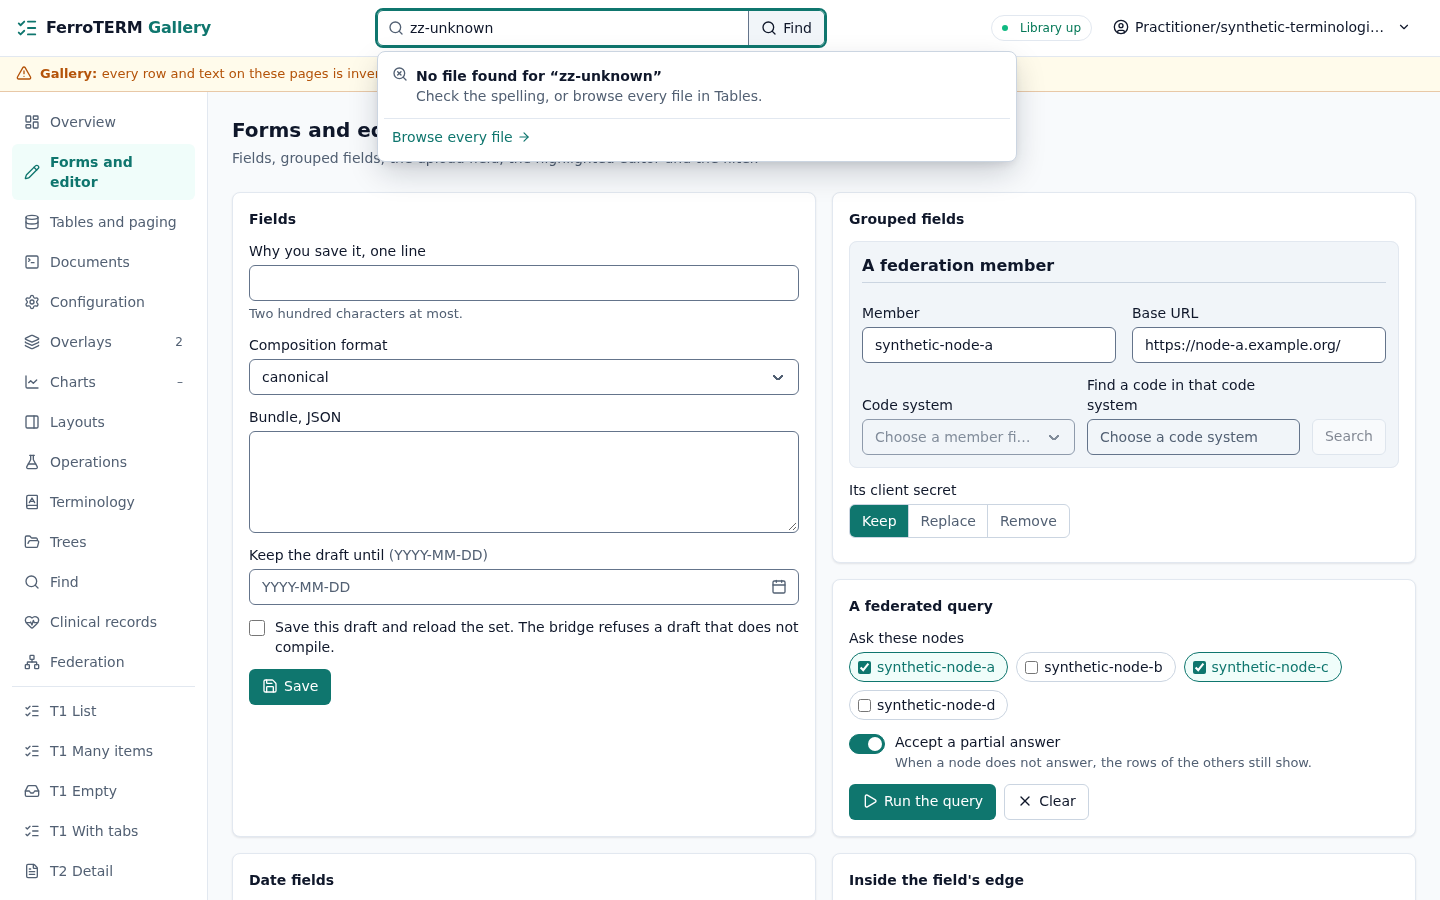 FerroTERM Gallery
zz-unknown
Find
Library up
Practitioner/synthetic-terminologi...
Gallery: every row and text on these pages is inven
No file found for “zz-unknown”
Check the spelling, or browse every file in Tables.
Browse every file →
Overview
Forms and
editor
Tables and paging
Documents
Configuration
Overlays 2
Charts –
Layouts
Operations
Terminology
Trees
Find
Clinical records
Federation
T1 List
T1 Many items
T1 Empty
T1 With tabs
T2 Detail
Forms and ed
Fields, grouped fields, the upload field, the highlighted editor and the filter.
Fields
Why you save it, one line
Two hundred characters at most.
Composition format
canonical
Bundle, JSON
Keep the draft until (YYYY-MM-DD)
YYYY-MM-DD
Save this draft and reload the set. The bridge refuses a draft that does not
compile.
Save
Grouped fields
A federation member
Member
Base URL
synthetic-node-a
https://node-a.example.org/
Code system
Find a code in that code
system
Choose a member fi...
Choose a code system
Search
Its client secret
Keep
Replace
Remove
A federated query
Ask these nodes
synthetic-node-a
synthetic-node-b
synthetic-node-c
synthetic-node-d
Accept a partial answer
When a node does not answer, the rows of the others still show.
Run the query
Clear
Date fields
Inside the field's edge